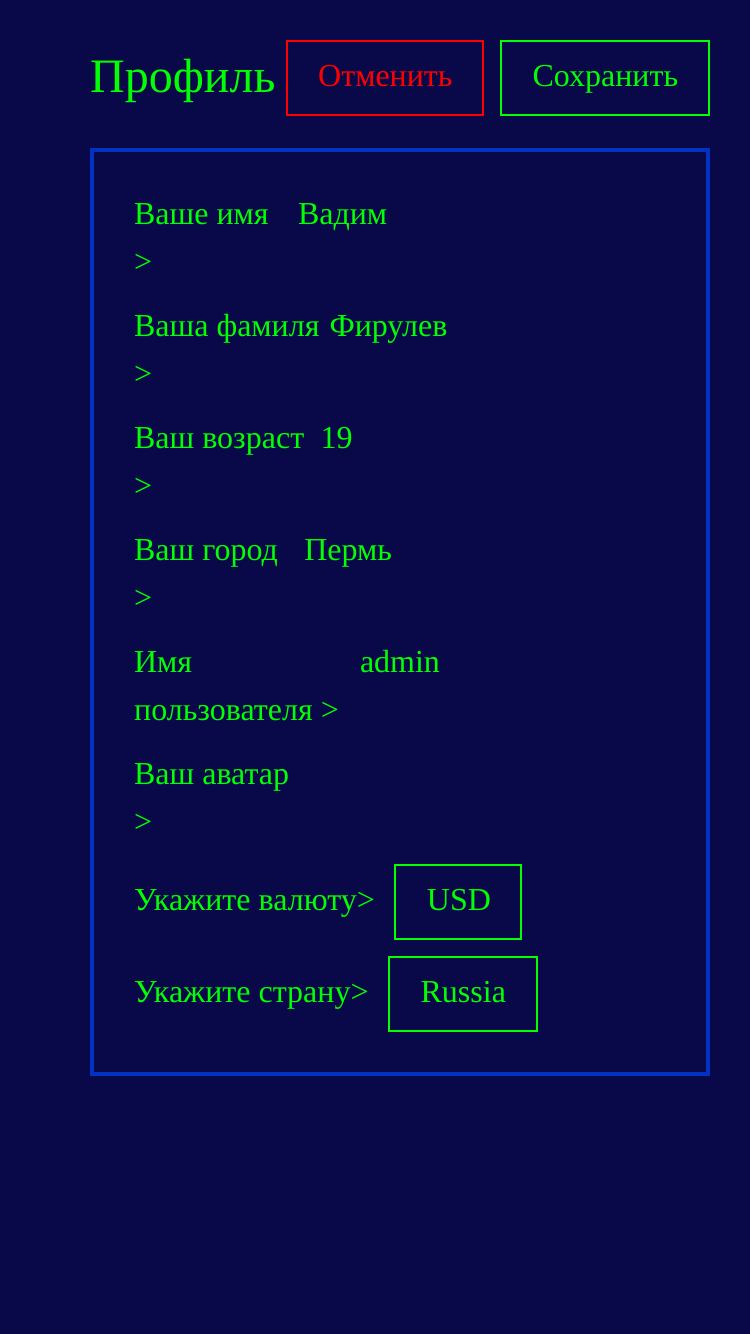 Профиль Отменить Сохранить
Ваше имя Вадим
>
Ваша фамиля Фирулев
>
Ваш возраст 19
>
Ваш город Пермь
>
Имя admin
пользователя >
Ваш аватар
>
Укажите валюту> USD
Укажите страну> Russia